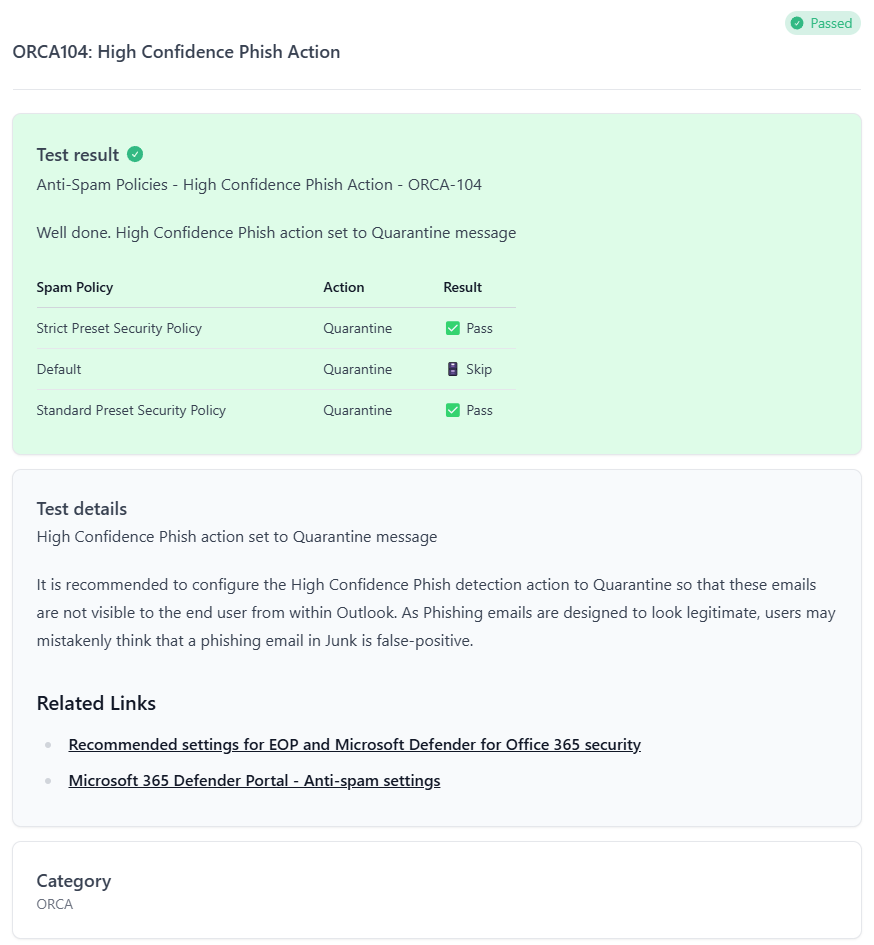 Passed
ORCA104: High Confidence Phish Action
Test result
Anti-Spam Policies - High Confidence Phish Action - ORCA-104
Well done. High Confidence Phish action set to Quarantine message
Spam Policy Action Result
Strict Preset Security Policy Quarantine ✅ Pass
Default Quarantine Skip
Standard Preset Security Policy Quarantine ✅ Pass
Test details
High Confidence Phish action set to Quarantine message
It is recommended to configure the High Confidence Phish detection action to Quarantine so that these emails
are not visible to the end user from within Outlook. As Phishing emails are designed to look legitimate, users may
mistakenly think that a phishing email in Junk is false-positive.
Related Links
Recommended settings for EOP and Microsoft Defender for Office 365 security
Microsoft 365 Defender Portal - Anti-spam settings
Category
ORCA